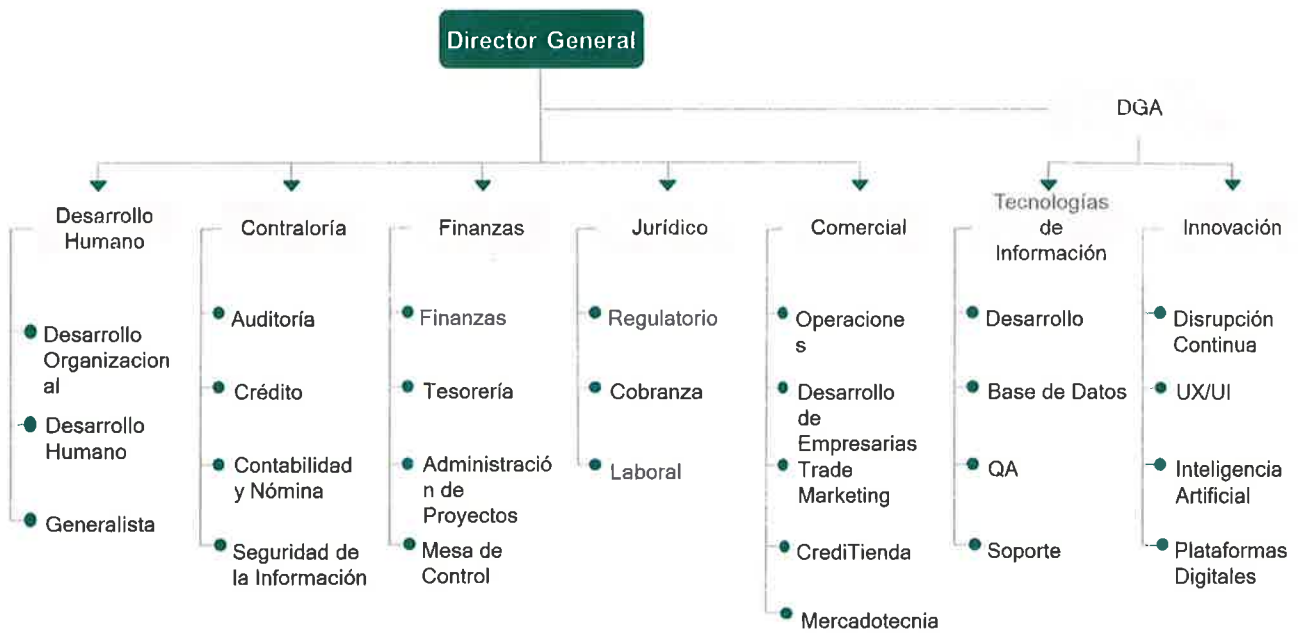 Director General
DGA
Desarrollo
Humano
Contraloría
Finanzas
Jurídico
Comercial
Tecnologías
de
Información
Innovación
Desarrollo
Organizacion
al
Desarrollo
Humano
Generalista
Auditoría
Crédito
Contabilidad
y Nómina
Seguridad de
la Información
Finanzas
Tesorería
Administració
n de
Proyectos
Mesa de
Control
Regulatorio
Cobranza
Laboral
Operacione
s
Desarrollo
de
Empresarias
Trade
Marketing
CrediTienda
Mercadotecnia
Desarrollo
Base de Datos
QA
Soporte
Disrupción
Continua
UX/UI
Inteligencia
Artificial
Plataformas
Digitales